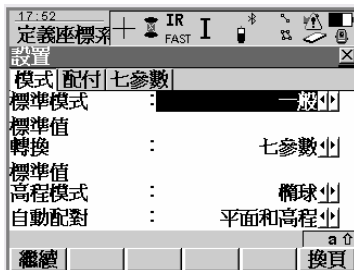 17:52
定義座標系
IR
FAST
I
設置
X
模式 配付 七參數
標準模式 : 一般
標準值
轉換 : 七參數
標準值
高程模式 : 橢球
自動配對 : 平面和高程
a
繼續 換頁